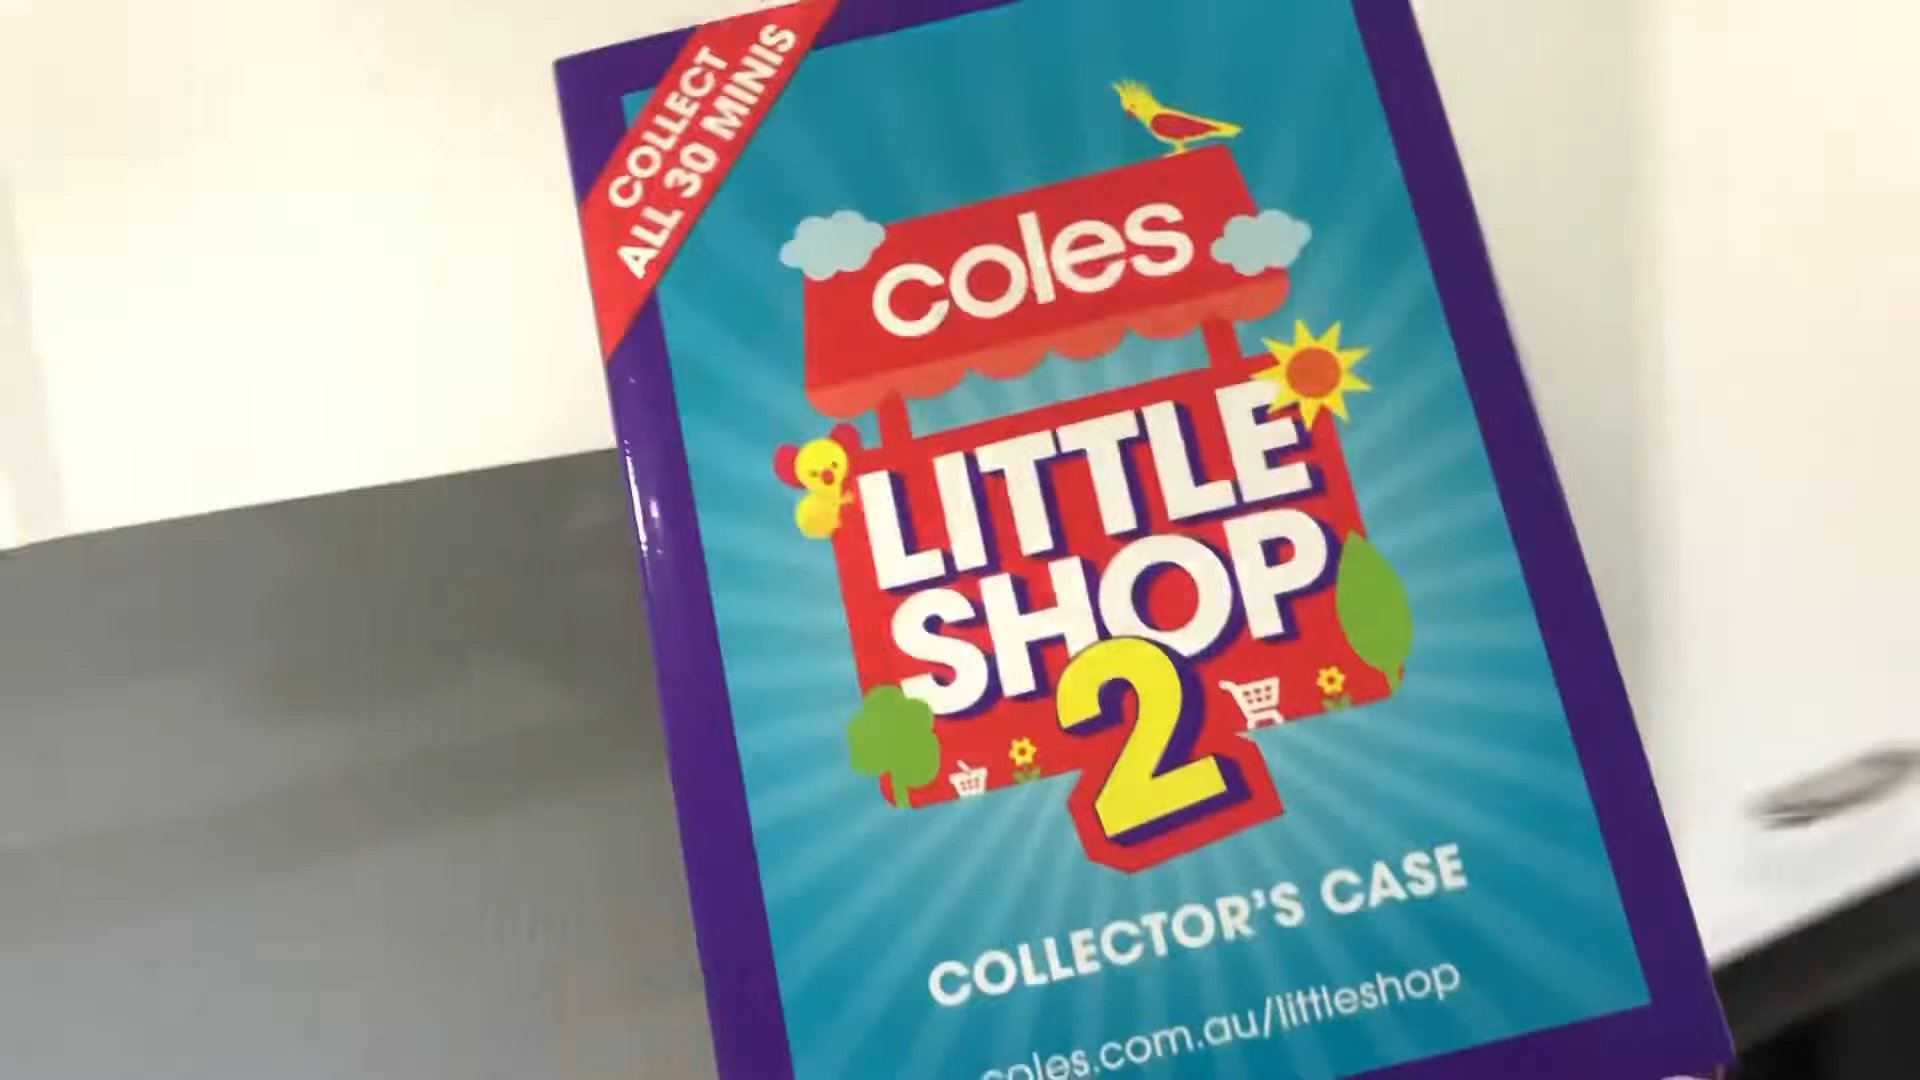 COLLECT
ALL 30 MINIS
coles
LITTLE
SHOP
2
COLLECTOR'S CASE
coles.com.au/littleshop